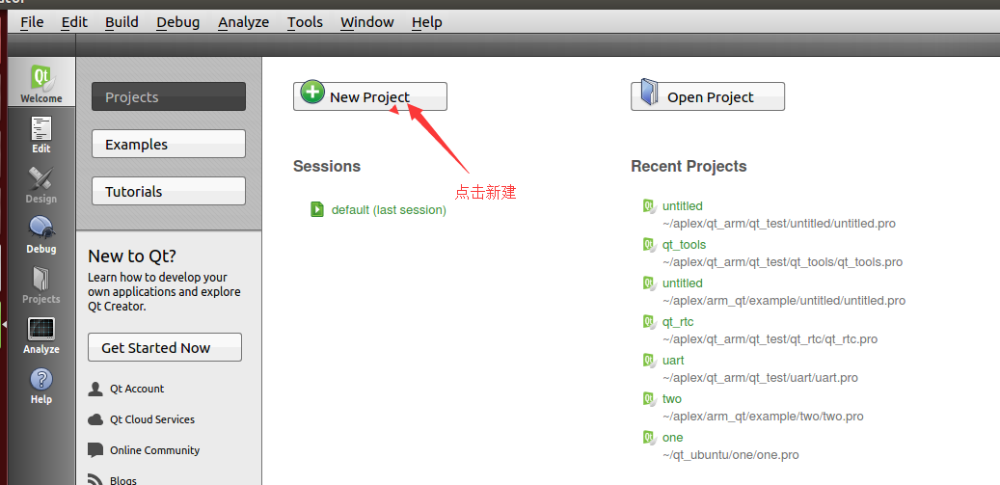 File Edit Build Debug Analyze Tools Window Help
Qt
Welcome
Edit
Design
Debug
Projects
Analyze
Help
Projects
Examples
Tutorials
New to Qt?
Learn how to develop your
own applications and explore
Qt Creator.
Get Started Now
Qt Account
Qt Cloud Services
Online Community
Blogs
New Project
点击新建
Sessions
default (last session)
Open Project
Recent Projects
untitled
~/aplex/qt_arm/qt_test/untitled/untitled.pro
qt_tools
~/aplex/qt_arm/qt_test/qt_tools/qt_tools.pro
untitled
~/aplex/arm_qt/example/untitled/untitled.pro
qt_rtc
~/aplex/qt_arm/qt_test/qt_rtc/qt_rtc.pro
uart
~/aplex/qt_arm/qt_test/uart/uart.pro
two
~/aplex/arm_qt/example/two/two.pro
one
~/qt_ubuntu/one/one.pro